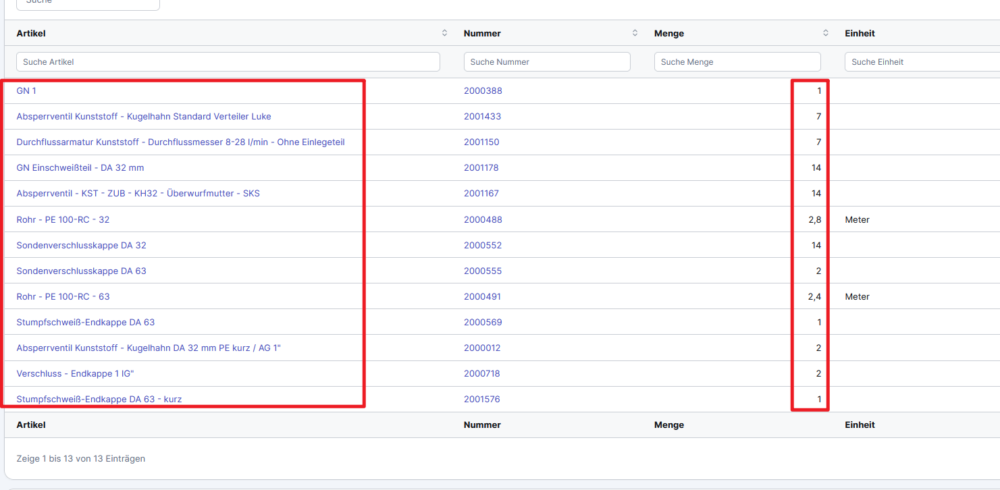 Suche
Artikel Nummer Menge Einheit
Suche Artikel Suche Nummer Suche Menge Suche Einheit
GN 1 2000388 1
Absperrventil Kunststoff - Kugelhahn Standard Verteiler Luke 2001433 7
Durchflussarmatur Kunststoff - Durchflussmesser 8-28 l/min - Ohne Einlegeteil 2001150 7
GN Einschweißteil - DA 32 mm 2001178 14
Absperrventil - KST - ZUB - KH32 - Überwurfmutter - SKS 2001167 14
Rohr - PE 100-RC - 32 2000488 2,8 Meter
Sondenverschlusskappe DA 32 2000552 14
Sondenverschlusskappe DA 63 2000555 2
Rohr - PE 100-RC - 63 2000491 2,4 Meter
Stumpfschweiß-Endkappe DA 63 2000569 1
Absperrventil Kunststoff - Kugelhahn DA 32 mm PE kurz / AG 1" 2000012 2
Verschluss - Endkappe 1 IG" 2000718 2
Stumpfschweiß-Endkappe DA 63 - kurz 2001576 1
Artikel Nummer Menge Einheit
Zeige 1 bis 13 von 13 Einträgen